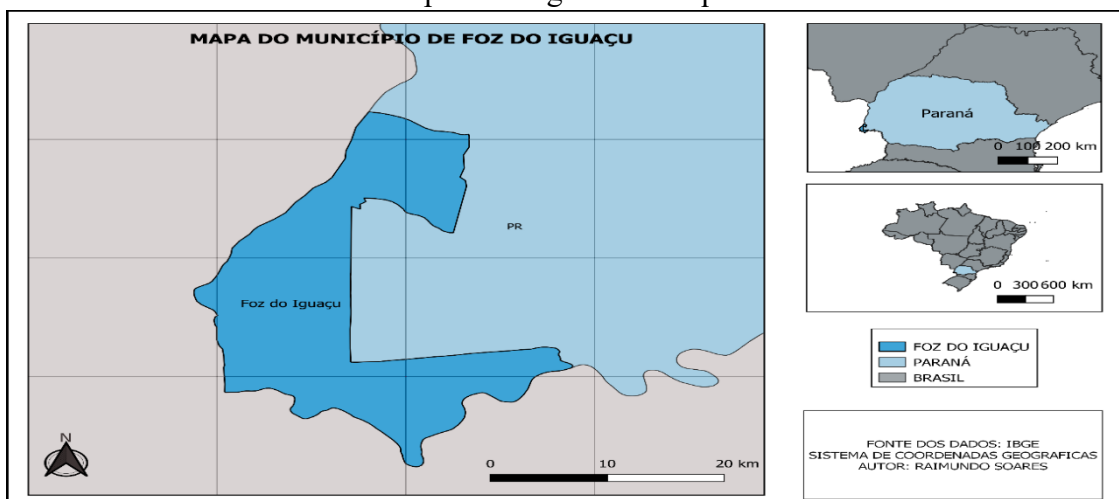 MAPA DO MUNICÍPIO DE FOZ DO IGUAÇU
PR
Foz do Iguaçu
N
0 10 20 km
Paraná
0 100 200 km
0 300 600 km
FOZ DO IGUAÇU
PARANÁ
BRASIL
FONTE DOS DADOS: IBGE
SISTEMA DE COORDENADAS GEOGRAFICAS
AUTOR: RAIMUNDO SOARES